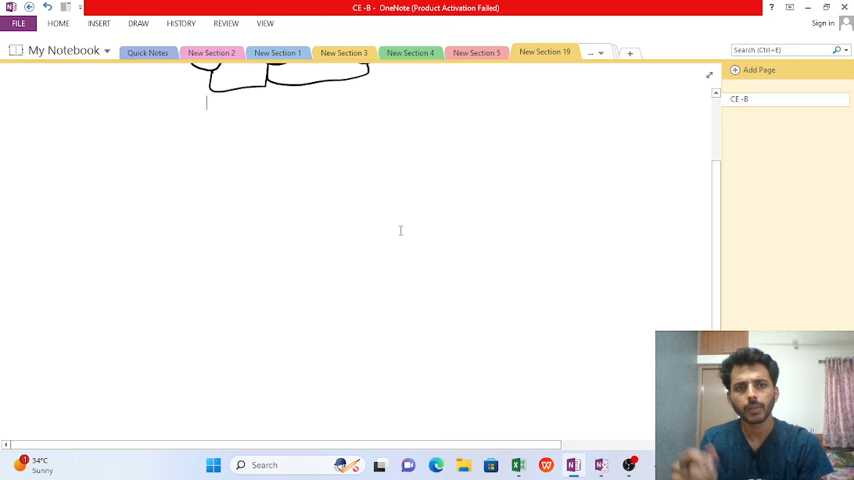 CE -B - OneNote (Product Activation Failed)
FILE HOME INSERT DRAW HISTORY REVIEW VIEW Sign in
My Notebook Quick Notes New Section 2 New Section 1 New Section 3 New Section 4 New Section 5 New Section 19 ... Search (Ctrl+E)
Add Page
CE -B
34°C
Sunny
1
Search